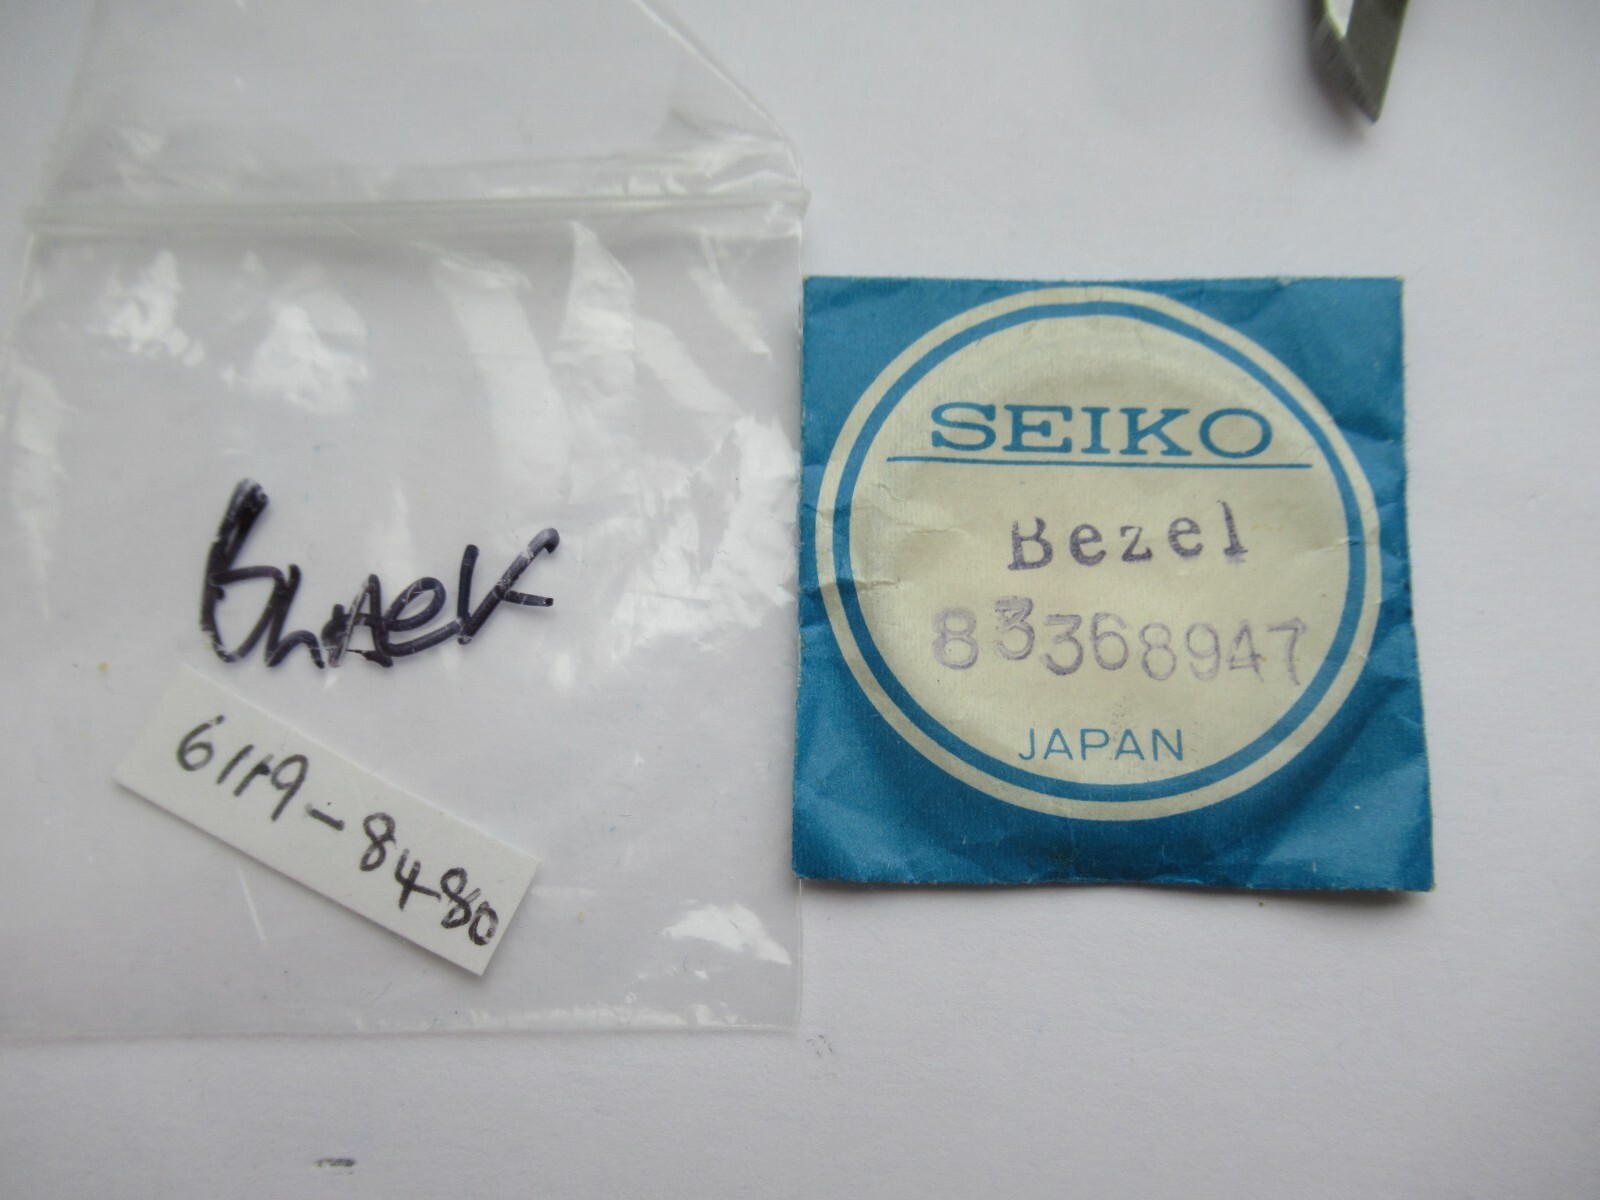 black
6119-8480
SEIKO
Bezel
83368947
JAPAN